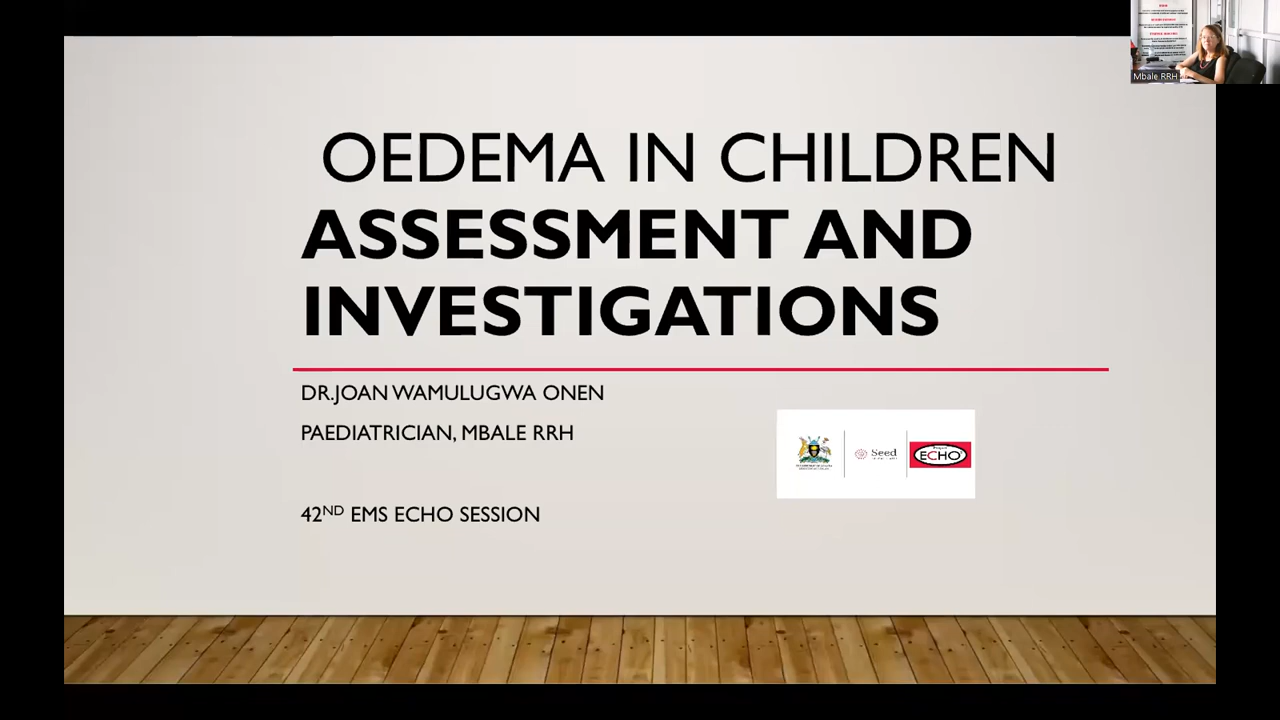 Mbale RRH
OEDEMA IN CHILDREN
ASSESSMENT AND
INVESTIGATIONS
DR.JOAN WAMULUGWA ONEN
PAEDIATRICIAN, MBALE RRH
Seed
ECHO
42ND EMS ECHO SESSION